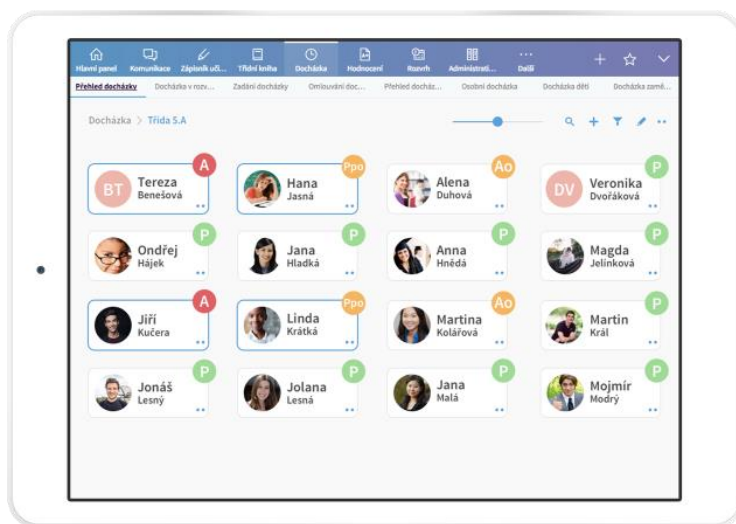 Hlavní panel Komunikace Zápisník uči... Třídní kniha Docházka Hodnocení Rozvrh Administrati... Další
Přehled docházky Docházka v rozv... Zadání docházky Omlouvání doc... Přehled docház... Osobní docházka Docházka dětí Docházka zamě...
Docházka > Třída 5.A
A Ppo Ao P
BT Tereza Hana Alena DV Veronika
Benešová Jasná Duhová Dvořáková
P P P P
Ondřej Jana Anna Magda
Hájek Hladká Hnědá Jelínková
A Ppo Ao P
Jiří Linda Martina Martin
Kučera Krátká Kolářová Král
P P P P
Jonáš Jolana Jana Mojmír
Lesný Lesná Malá Modrý